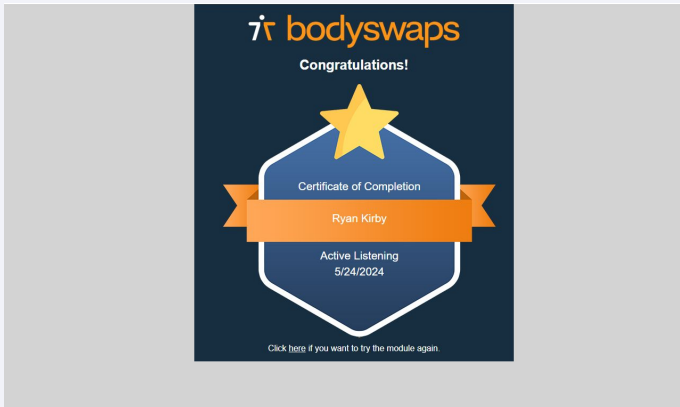 bodyswaps
Congratulations!
Certificate of Completion
Ryan Kirby
Active Listening
5/24/2024
Click here if you want to try the module again.